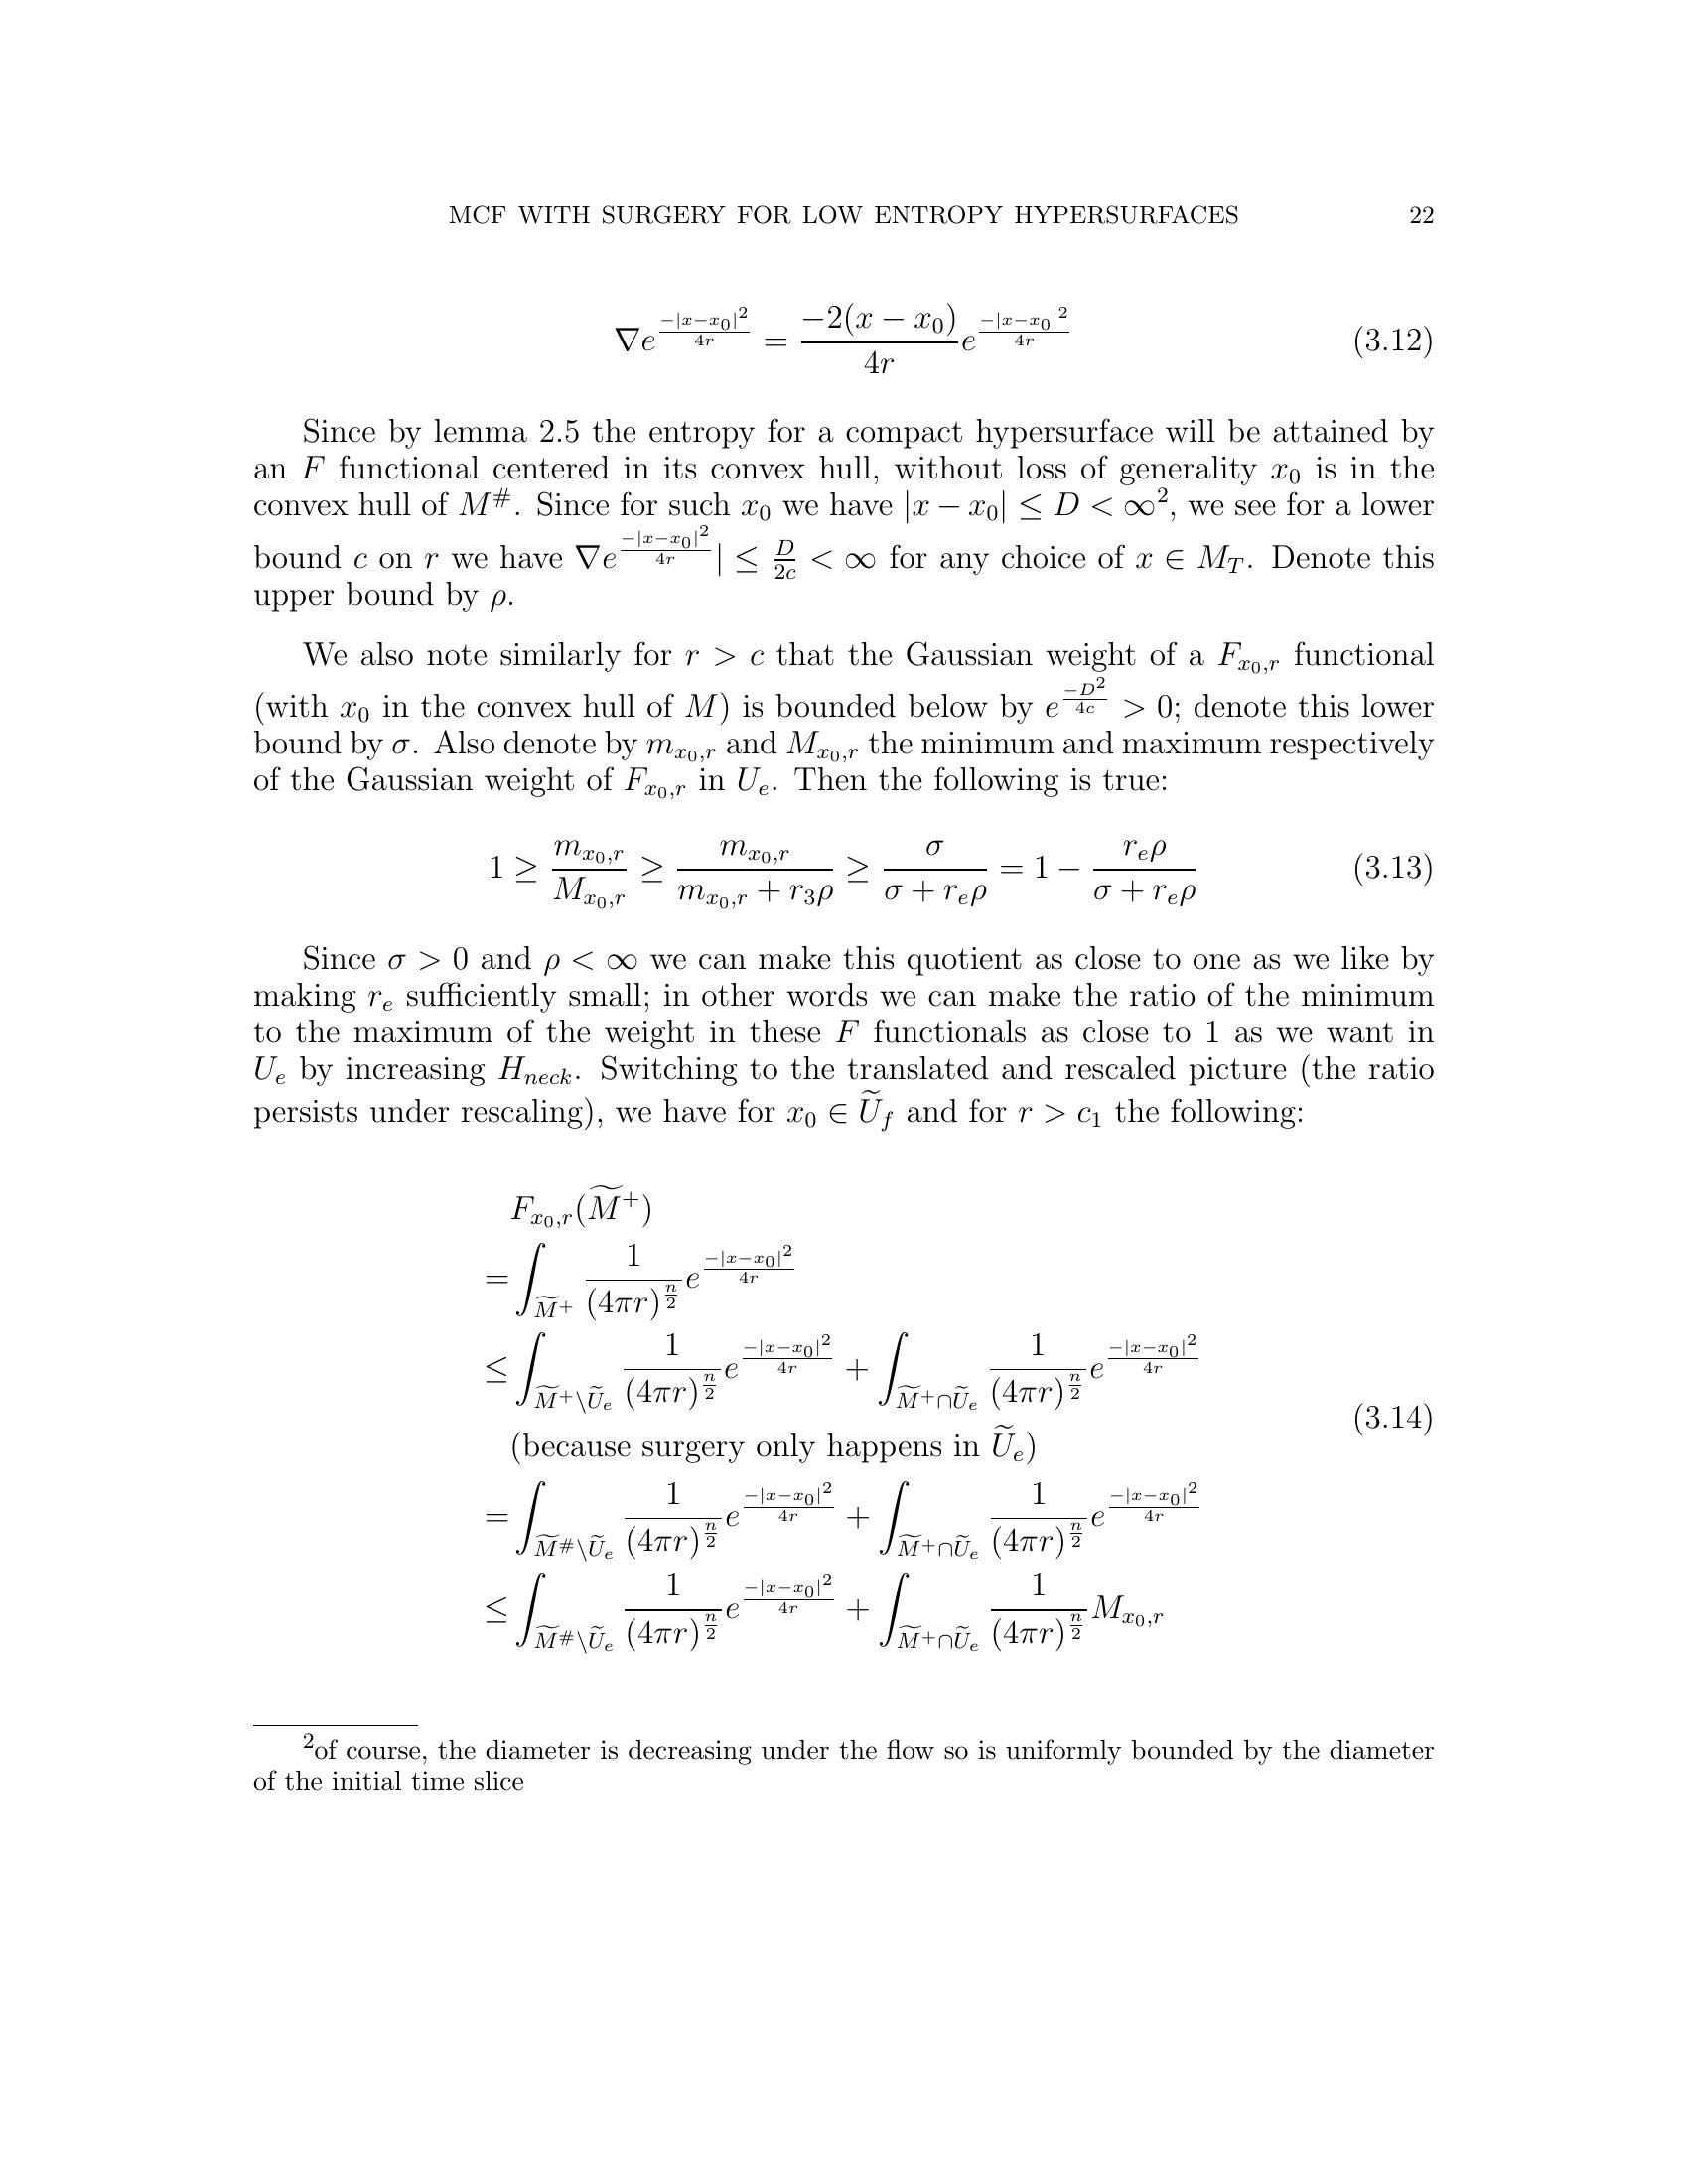 MCF WITH SURGERY FOR LOW ENTROPY HYPERSURFACES 22
$$\nabla e^{\frac{-|x-x_0|^2}{4r}} = \frac{-2(x-x_0)}{4r} e^{\frac{-|x-x_0|^2}{4r}} \quad (3.12)$$
Since by lemma 2.5 the entropy for a compact hypersurface will be attained by
an $F$ functional centered in its convex hull, without loss of generality $x_0$ is in the
convex hull of $M^\#$. Since for such $x_0$ we have $|x - x_0| \leq D < \infty^2$, we see for a lower
bound $c$ on $r$ we have $\nabla e^{\frac{-|x-x_0|^2}{4r}}| \leq \frac{D}{2c} < \infty$ for any choice of $x \in M_T$. Denote this
upper bound by $\rho$.
We also note similarly for $r > c$ that the Gaussian weight of a $F_{x_0,r}$ functional
(with $x_0$ in the convex hull of $M$) is bounded below by $e^{\frac{-D^2}{4c}} > 0$; denote this lower
bound by $\sigma$. Also denote by $m_{x_0,r}$ and $M_{x_0,r}$ the minimum and maximum respectively
of the Gaussian weight of $F_{x_0,r}$ in $U_e$. Then the following is true:
$$1 \geq \frac{m_{x_0,r}}{M_{x_0,r}} \geq \frac{m_{x_0,r}}{m_{x_0,r} + r_3\rho} \geq \frac{\sigma}{\sigma + r_e\rho} = 1 - \frac{r_e\rho}{\sigma + r_e\rho} \quad (3.13)$$
Since $\sigma > 0$ and $\rho < \infty$ we can make this quotient as close to one as we like by
making $r_e$ sufficiently small; in other words we can make the ratio of the minimum
to the maximum of the weight in these $F$ functionals as close to 1 as we want in
$U_e$ by increasing $H_{neck}$. Switching to the translated and rescaled picture (the ratio
persists under rescaling), we have for $x_0 \in \widetilde{U}_f$ and for $r > c_1$ the following:
$$F_{x_0,r}(\widetilde{M}^+)$$
$$= \int_{\widetilde{M}^+} \frac{1}{(4\pi r)^{\frac{n}{2}}} e^{\frac{-|x-x_0|^2}{4r}}$$
$$\leq \int_{\widetilde{M}^+ \setminus \widetilde{U}_e} \frac{1}{(4\pi r)^{\frac{n}{2}}} e^{\frac{-|x-x_0|^2}{4r}} + \int_{\widetilde{M}^+ \cap \widetilde{U}_e} \frac{1}{(4\pi r)^{\frac{n}{2}}} e^{\frac{-|x-x_0|^2}{4r}}$$
(because surgery only happens in $\widetilde{U}_e$) (3.14)
$$= \int_{\widetilde{M}^\# \setminus \widetilde{U}_e} \frac{1}{(4\pi r)^{\frac{n}{2}}} e^{\frac{-|x-x_0|^2}{4r}} + \int_{\widetilde{M}^+ \cap \widetilde{U}_e} \frac{1}{(4\pi r)^{\frac{n}{2}}} e^{\frac{-|x-x_0|^2}{4r}}$$
$$\leq \int_{\widetilde{M}^\# \setminus \widetilde{U}_e} \frac{1}{(4\pi r)^{\frac{n}{2}}} e^{\frac{-|x-x_0|^2}{4r}} + \int_{\widetilde{M}^+ \cap \widetilde{U}_e} \frac{1}{(4\pi r)^{\frac{n}{2}}} M_{x_0,r}$$
$^2$of course, the diameter is decreasing under the flow so is uniformly bounded by the diameter
of the initial time slice